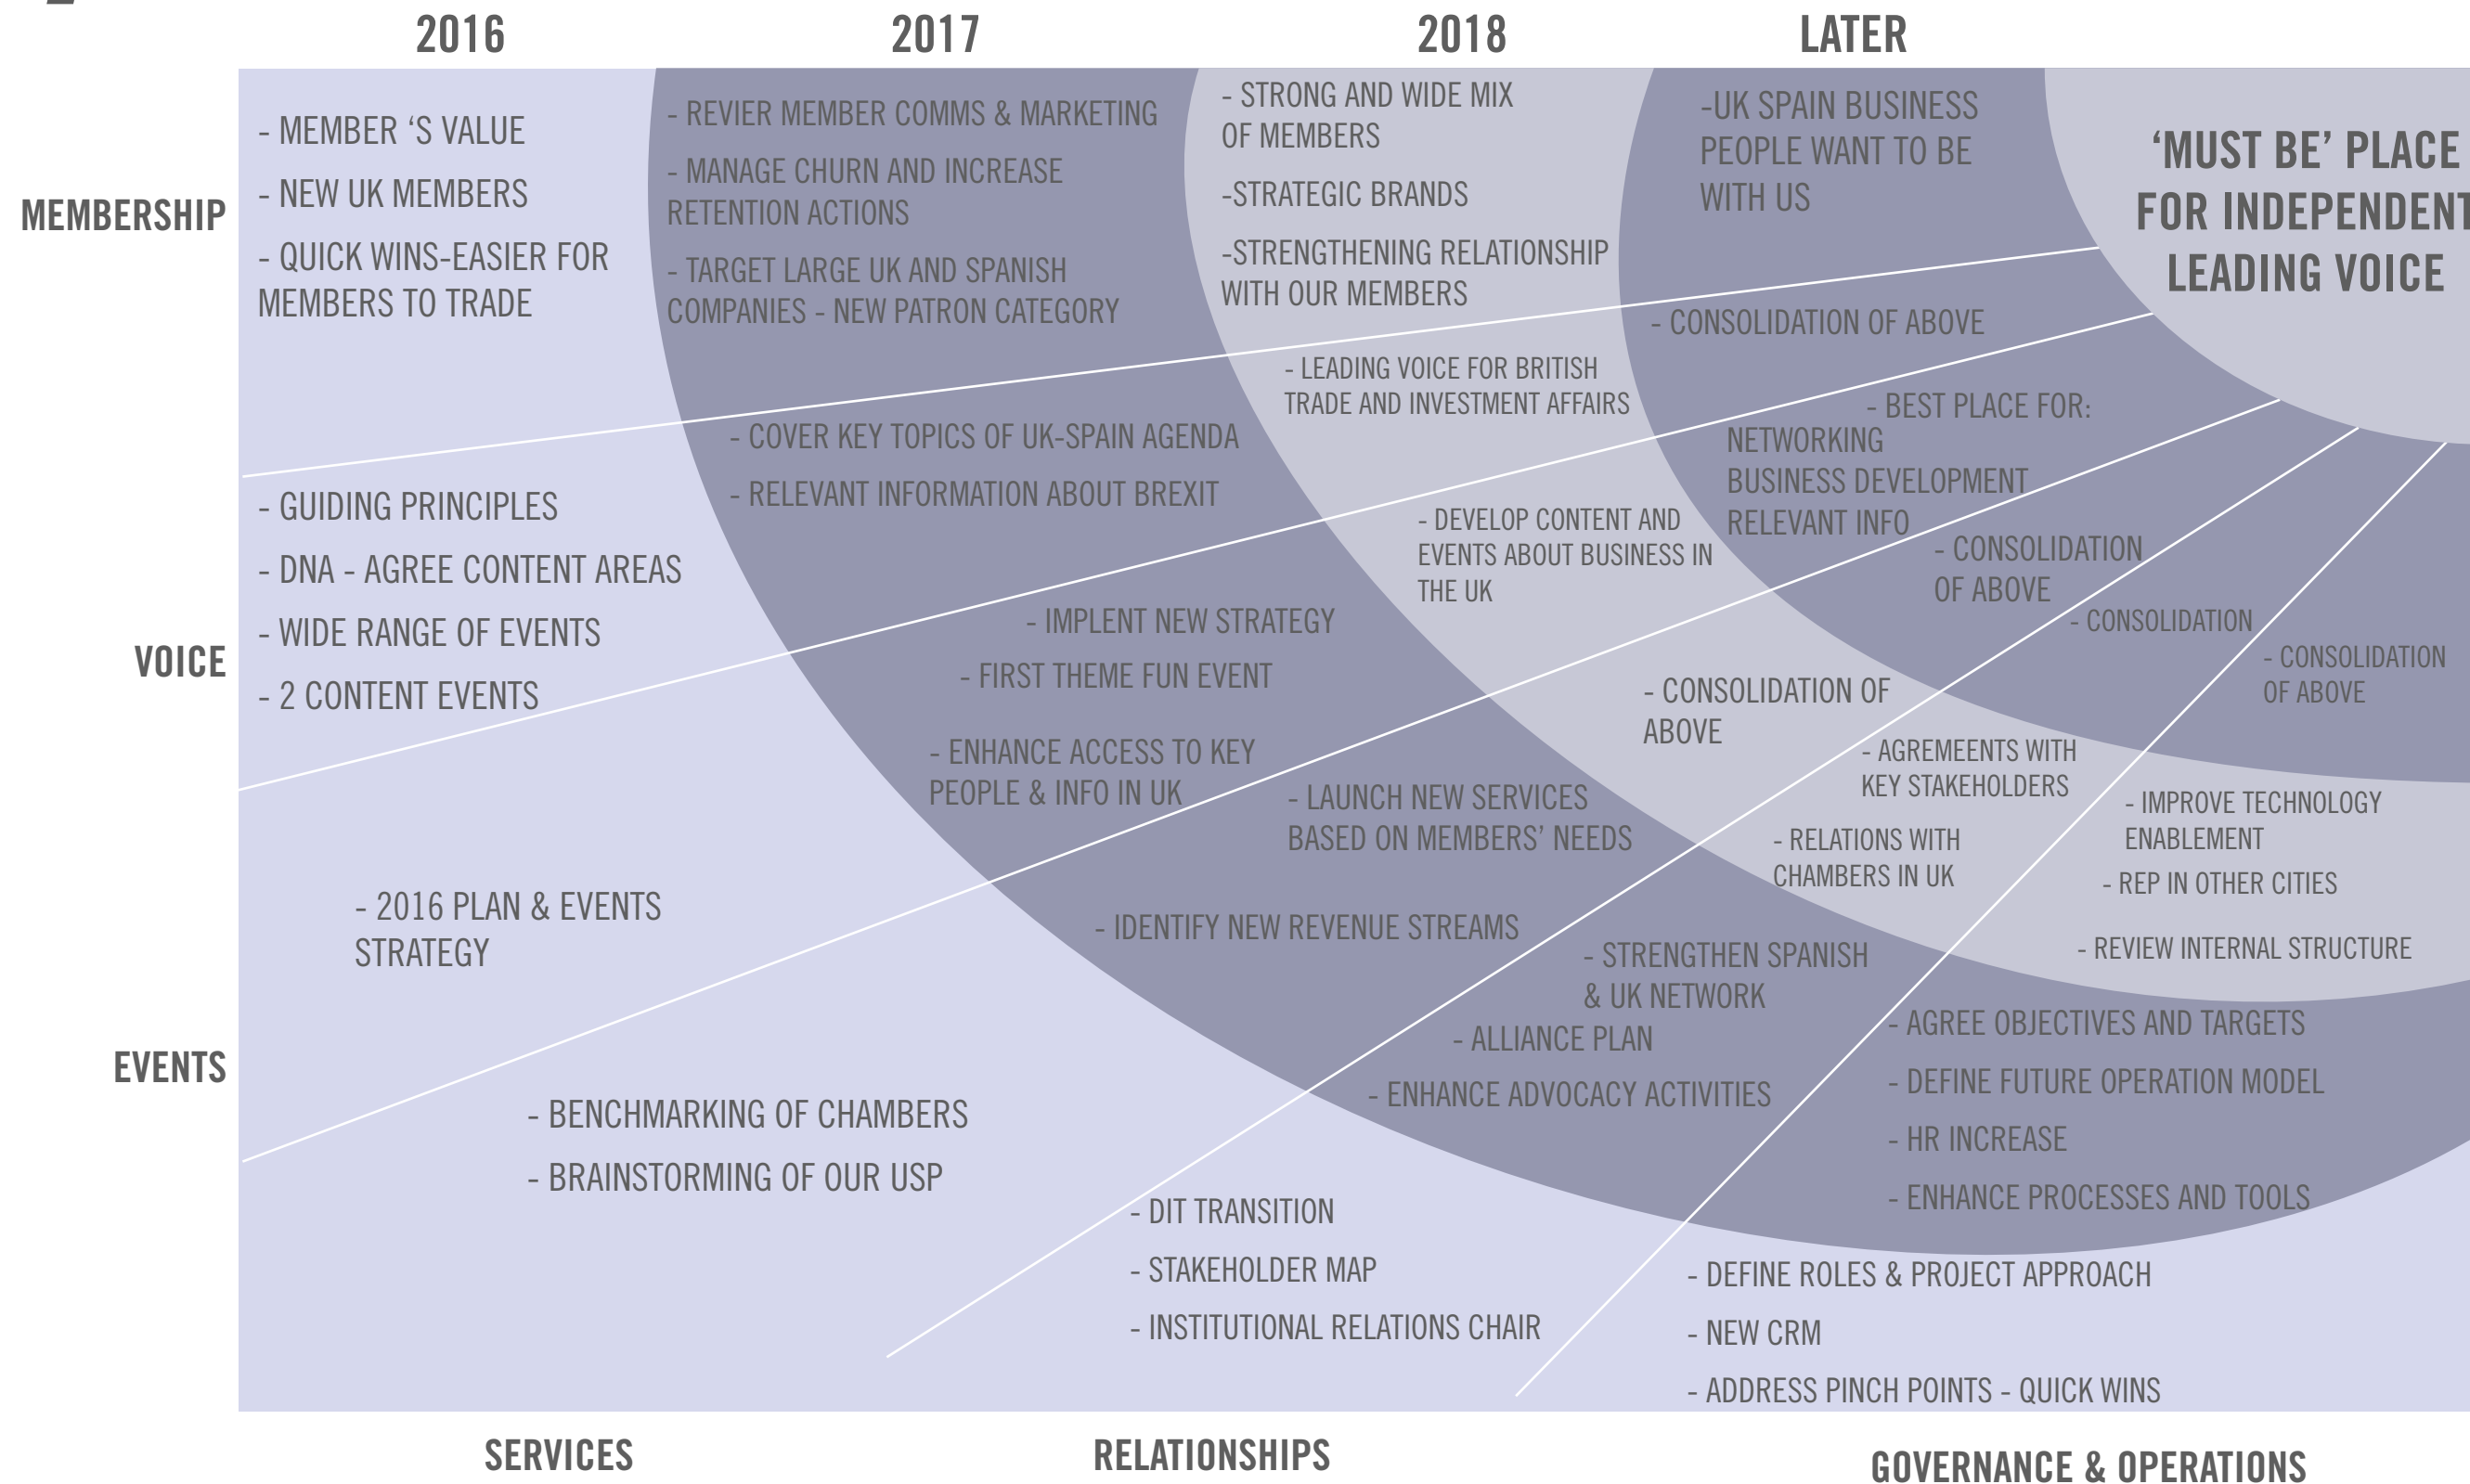 2016
2017
2018
LATER
MEMBERSHIP
- MEMBER ‘S VALUE
- NEW UK MEMBERS
- QUICK WINS-EASIER FOR
MEMBERS TO TRADE
- REVIER MEMBER COMMS & MARKETING
- MANAGE CHURN AND INCREASE
RETENTION ACTIONS
- TARGET LARGE UK AND SPANISH
COMPANIES - NEW PATRON CATEGORY
- STRONG AND WIDE MIX
OF MEMBERS
-STRATEGIC BRANDS
-STRENGTHENING RELATIONSHIP
WITH OUR MEMBERS
-UK SPAIN BUSINESS
PEOPLE WANT TO BE
WITH US
‘MUST BE’ PLACE
FOR INDEPENDENT
LEADING VOICE
VOICE
- GUIDING PRINCIPLES
- DNA - AGREE CONTENT AREAS
- WIDE RANGE OF EVENTS
- 2 CONTENT EVENTS
- COVER KEY TOPICS OF UK-SPAIN AGENDA
- RELEVANT INFORMATION ABOUT BREXIT
- LEADING VOICE FOR BRITISH
TRADE AND INVESTMENT AFFAIRS
- CONSOLIDATION OF ABOVE
EVENTS
- 2016 PLAN & EVENTS
STRATEGY
- IMPLENT NEW STRATEGY
- FIRST THEME FUN EVENT
- ENHANCE ACCESS TO KEY
PEOPLE & INFO IN UK
- DEVELOP CONTENT AND
EVENTS ABOUT BUSINESS IN
THE UK
- BEST PLACE FOR:
NETWORKING
BUSINESS DEVELOPMENT
RELEVANT INFO
- BENCHMARKING OF CHAMBERS
- BRAINSTORMING OF OUR USP
- LAUNCH NEW SERVICES
BASED ON MEMBERS’ NEEDS
- IDENTIFY NEW REVENUE STREAMS
- CONSOLIDATION OF
ABOVE
- CONSOLIDATION
OF ABOVE
- DIT TRANSITION
- STAKEHOLDER MAP
- INSTITUTIONAL RELATIONS CHAIR
- STRENGTHEN SPANISH
& UK NETWORK
- ALLIANCE PLAN
- ENHANCE ADVOCACY ACTIVITIES
- AGREMEENTS WITH
KEY STAKEHOLDERS
- RELATIONS WITH
CHAMBERS IN UK
- CONSOLIDATION
- DEFINE ROLES & PROJECT APPROACH
- NEW CRM
- ADDRESS PINCH POINTS - QUICK WINS
- AGREE OBJECTIVES AND TARGETS
- DEFINE FUTURE OPERATION MODEL
- HR INCREASE
- ENHANCE PROCESSES AND TOOLS
- IMPROVE TECHNOLOGY
ENABLEMENT
- REP IN OTHER CITIES
- REVIEW INTERNAL STRUCTURE
- CONSOLIDATION
OF ABOVE
SERVICES
RELATIONSHIPS
GOVERNANCE & OPERATIONS